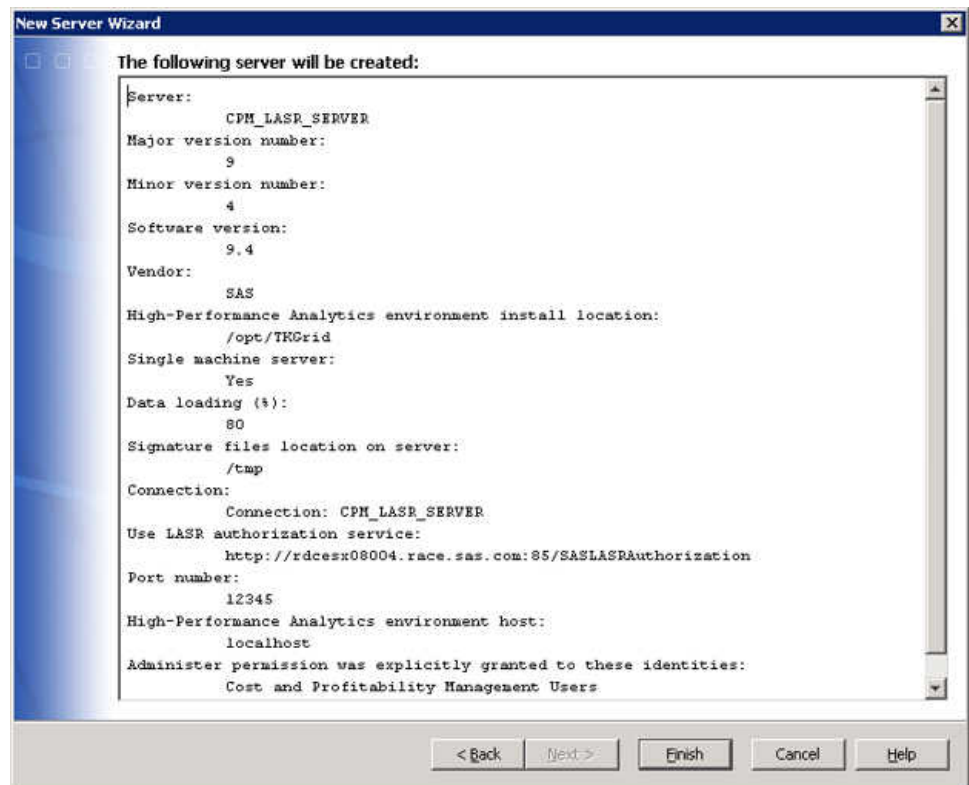 New Server Wizard
The following server will be created:
Server:
CPM_LASR_SERVER
Major version number:
9
Minor version number:
4
Software version:
9.4
Vendor:
SAS
High-Performance Analytics environment install location:
/opt/TKGrid
Single machine server:
Yes
Data loading (%):
80
Signature files location on server:
/tmp
Connection:
Connection: CPM_LASR_SERVER
Use LASR authorization service:
http://rdcesx08004.race.sas.com:85/SASLASRAuthorization
Port number:
12345
High-Performance Analytics environment host:
localhost
Administer permission was explicitly granted to these identities:
Cost and Profitability Management Users
< Back Next > Finish Cancel Help